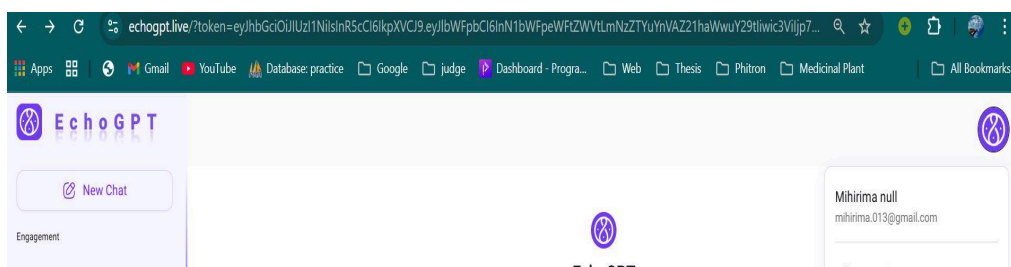 echogpt.live/?token=eyJhbGciOiJIUzI1NiIsInR5cCI6IkpXVCJ9.eyJlbWFpbCI6InN1bWFpeWFtZWVtLmNzZTYuYnVAZ21haWwuY29tIiwic3ViIjp7...
Apps Gmail YouTube Database: practice Google judge Dashboard - Progra... Web Thesis Phitron Medicinal Plant All Bookmarks
EchoGPT
New Chat
Mihirima null
mihirima.013@gmail.com
Engagement